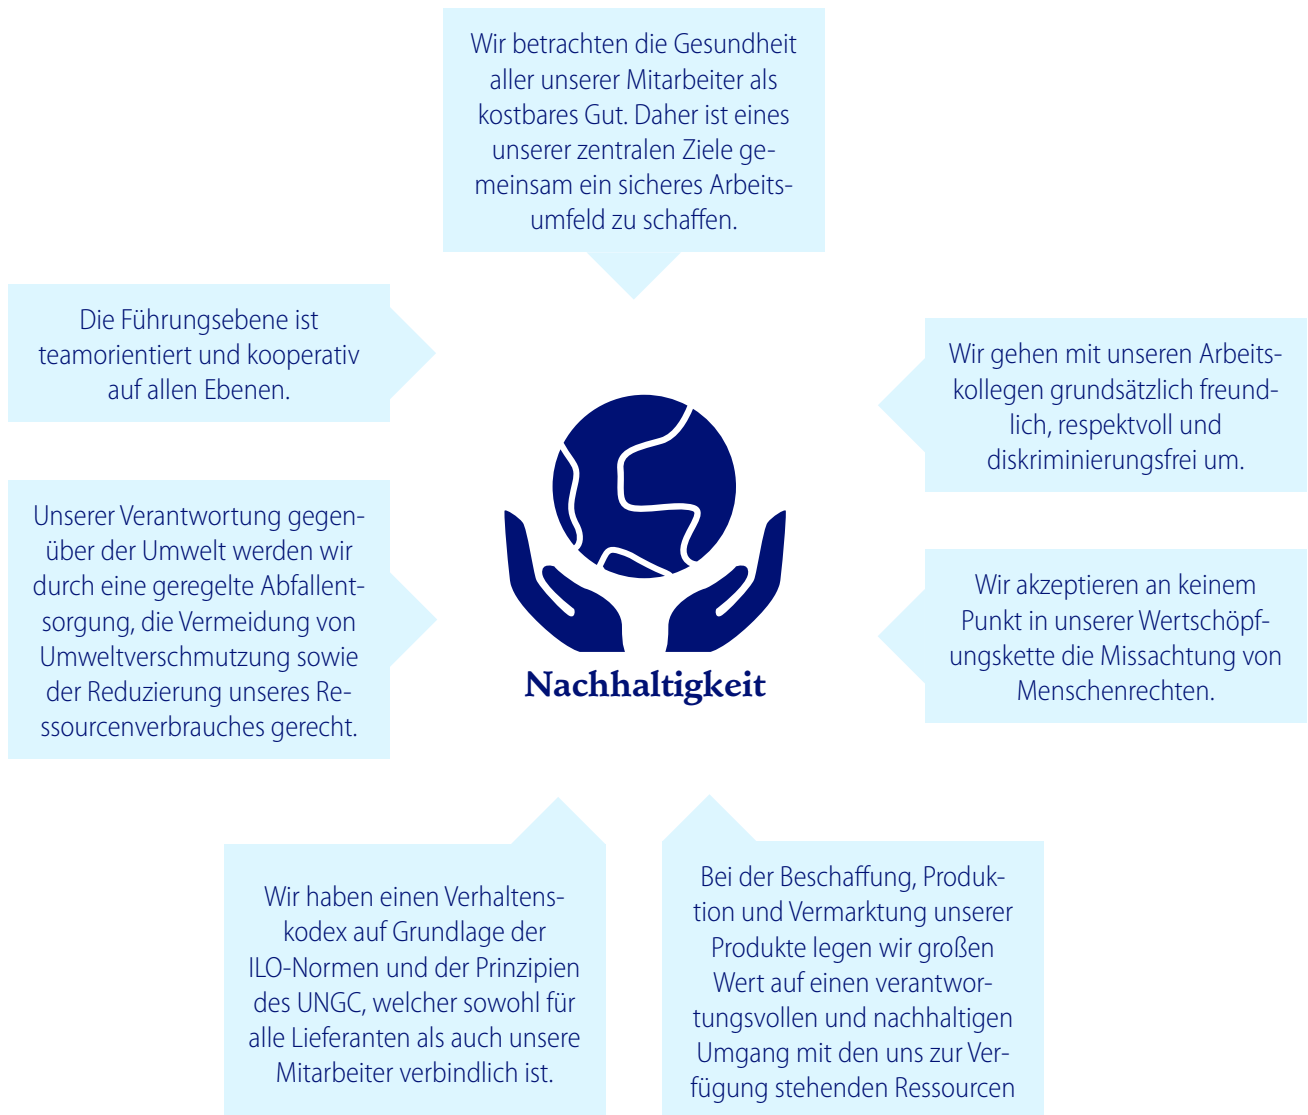 Wir betrachten die Gesundheit
aller unserer Mitarbeiter als
kostbares Gut. Daher ist eines
unserer zentralen Ziele ge-
meinsam ein sicheres Arbeits-
umfeld zu schaffen.
Die Führungsebene ist
teamorientiert und kooperativ
auf allen Ebenen.
Wir gehen mit unseren Arbeits-
kollegen grundsätzlich freund-
lich, respektvoll und
diskriminierungsfrei um.
Unserer Verantwortung gegen-
über der Umwelt werden wir
durch eine geregelte Abfallent-
sorgung, die Vermeidung von
Umweltverschmutzung sowie
der Reduzierung unseres Re-
ssourcenverbrauches gerecht.
Wir akzeptieren an keinem
Punkt in unserer Wertschöpf-
ungskette die Missachtung von
Menschenrechten.
Nachhaltigkeit
Wir haben einen Verhaltens-
kodex auf Grundlage der
ILO-Normen und der Prinzipien
des UNGC, welcher sowohl für
alle Lieferanten als auch unsere
Mitarbeiter verbindlich ist.
Bei der Beschaffung, Produk-
tion und Vermarktung unserer
Produkte legen wir großen
Wert auf einen verantwor-
tungsvollen und nachhaltigen
Umgang mit den uns zur Ver-
fügung stehenden Ressourcen